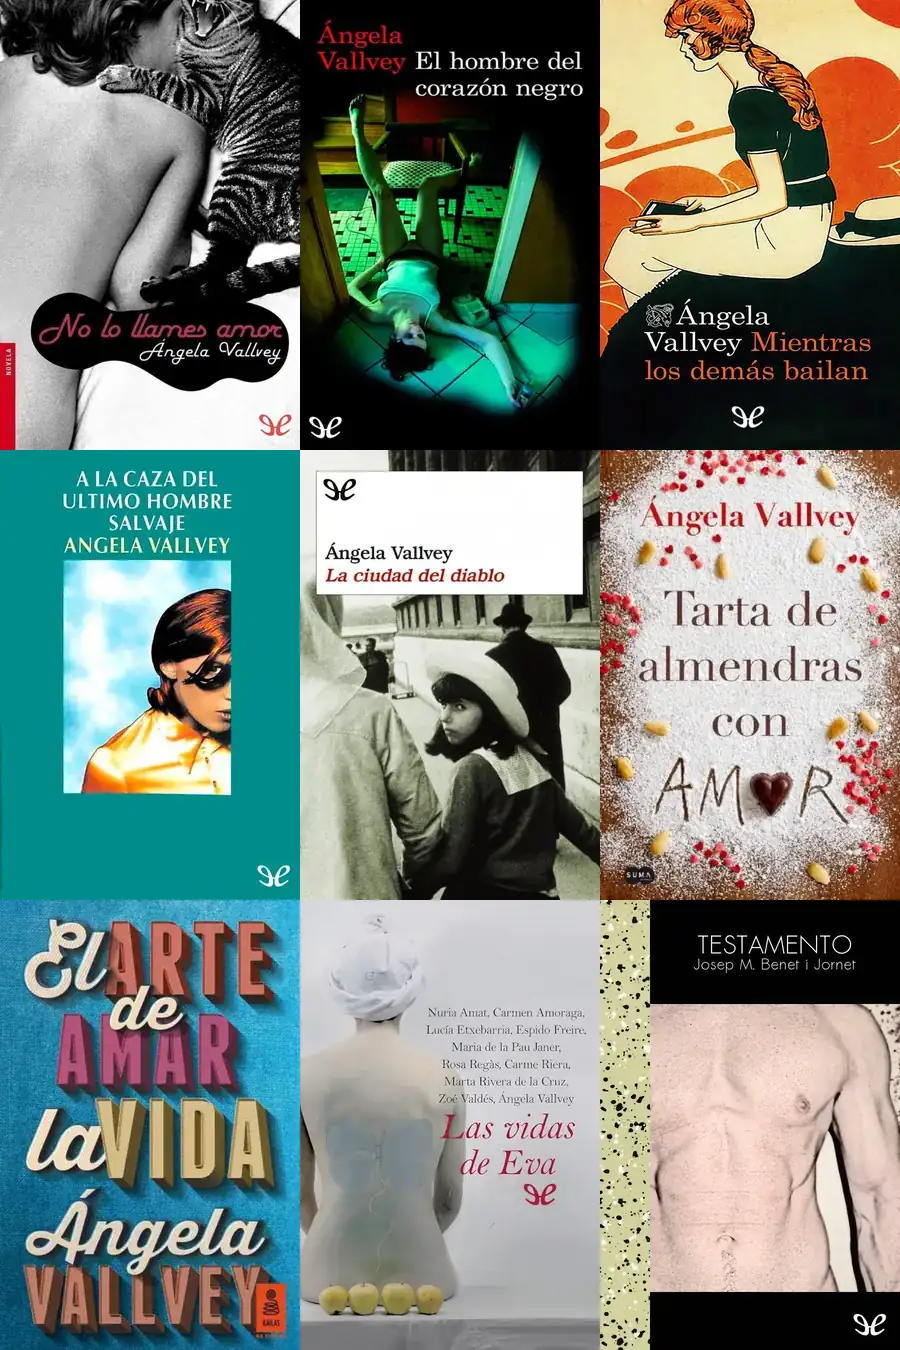 No lo llames amor
Ángela Vallvey
NOVELA
Ángela
Vallvey El hombre del
corazón negro
Ángela
Vallvey Mientras
los demás bailan
A LA CAZA DEL
ULTIMO HOMBRE
SALVAJE
ANGELA VALLVEY
Ángela Vallvey
La ciudad del diablo
Ángela Vallvey
Tarta de
almendras
con
AMOR
SUMA
El ARTE
de
AMAR
la VIDA
Ángela
VALLVEY
KAILAS
Nuria Amat, Carmen Amoraga,
Lucía Etxebarria, Espido Freire,
Maria de la Pau Janer,
Rosa Regàs, Carme Riera,
Marta Rivera de la Cruz,
Zoé Valdés, Ángela Vallvey
Las vidas
de Eva
TESTAMENTO
Josep M. Benet i Jornet